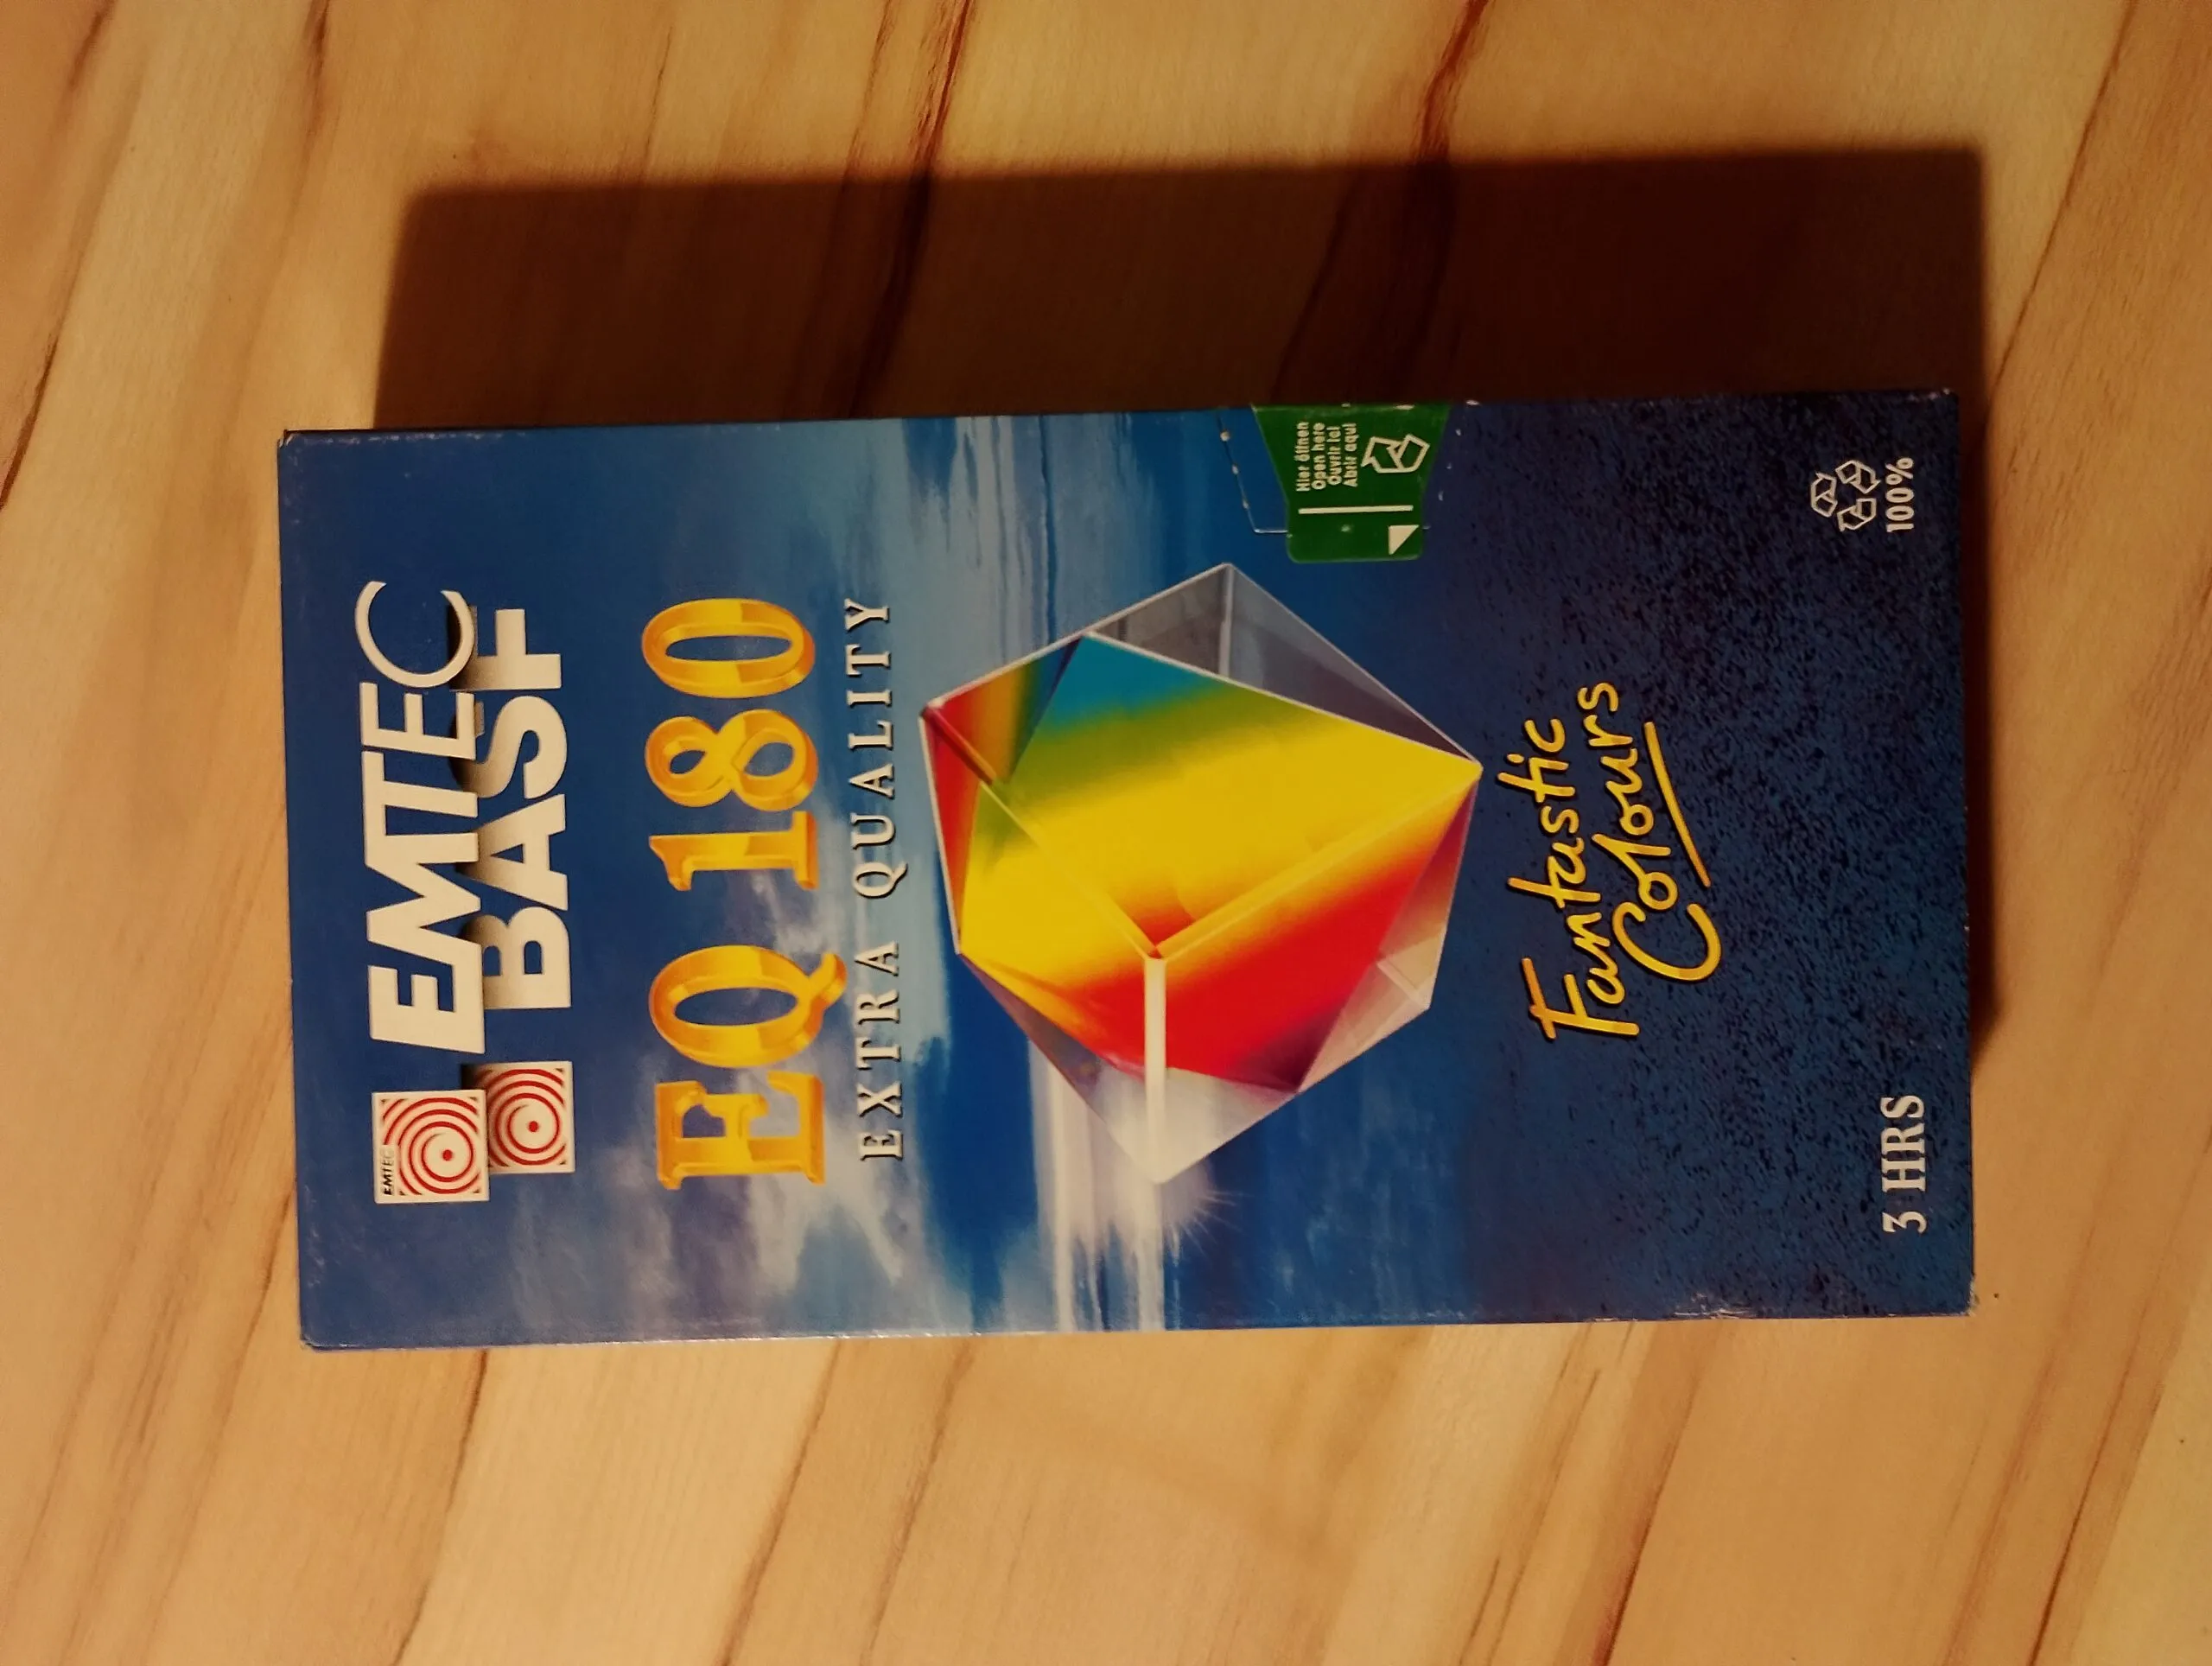 EMTEC
EMTEC
BASF
EQ 180
EXTRA QUALITY
Hier öffnen
Open here
Ouvrir ici
Abrir aquí
Fantastic
Colours
3 HRS
100%